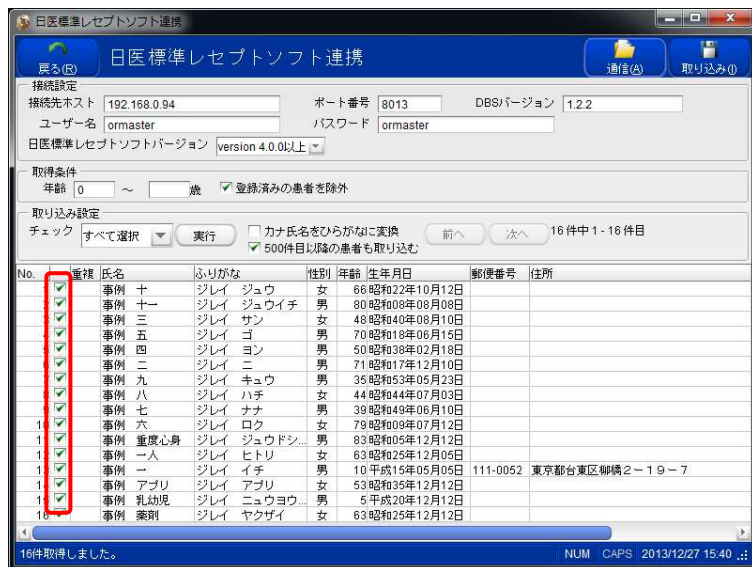 日医標準レセプトソフト連携
戻る(R) 日医標準レセプトソフト連携 通信(A) 取り込み(I)
接続設定
接続先ホスト 192.168.0.94 ポート番号 8013 DBSバージョン 1.2.2
ユーザー名 ormaster パスワード ormaster
日医標準レセプトソフトバージョン version 4.0.0以上
取得条件
年齢 0 ～ 歳 登録済みの患者を除外
取り込み設定
チェック すべて選択 実行 カナ氏名をひらがなに変換 前へ 次へ 16件中 1 - 16件目
500件目以降の患者も取り込む
No. 重複 氏名 ふりがな 性別 年齢 生年月日 郵便番号 住所
事例 十 ジレイ ジュウ 女 66 昭和22年10月12日
事例 十一 ジレイ ジュウイチ 男 80 昭和08年08月08日
事例 三 ジレイ サン 女 48 昭和40年08月10日
事例 五 ジレイ ゴ 男 70 昭和18年06月15日
事例 四 ジレイ ヨン 男 50 昭和38年02月18日
事例 二 ジレイ ニ 男 71 昭和17年12月10日
事例 九 ジレイ キュウ 男 35 昭和53年05月23日
事例 八 ジレイ ハチ 女 44 昭和44年07月03日
事例 七 ジレイ ナナ 男 39 昭和49年06月10日
事例 六 ジレイ ロク 女 79 昭和09年07月12日
事例 重度心身 ジレイ ジュウドシ... 男 83 昭和05年12月12日
事例 一人 ジレイ ヒトリ 女 63 昭和25年12月05日
事例 一 ジレイ イチ 男 10 平成15年05月05日 111-0052 東京都台東区柳橋２－１９－７
事例 アプリ ジレイ アプリ 女 53 昭和35年12月12日
事例 乳幼児 ジレイ ニュウヨウ... 男 5 平成20年12月12日
16 事例 薬剤 ジレイ ヤクザイ 女 63 昭和25年12月12日
16件取得しました。 NUM CAPS 2013/12/27 15:40